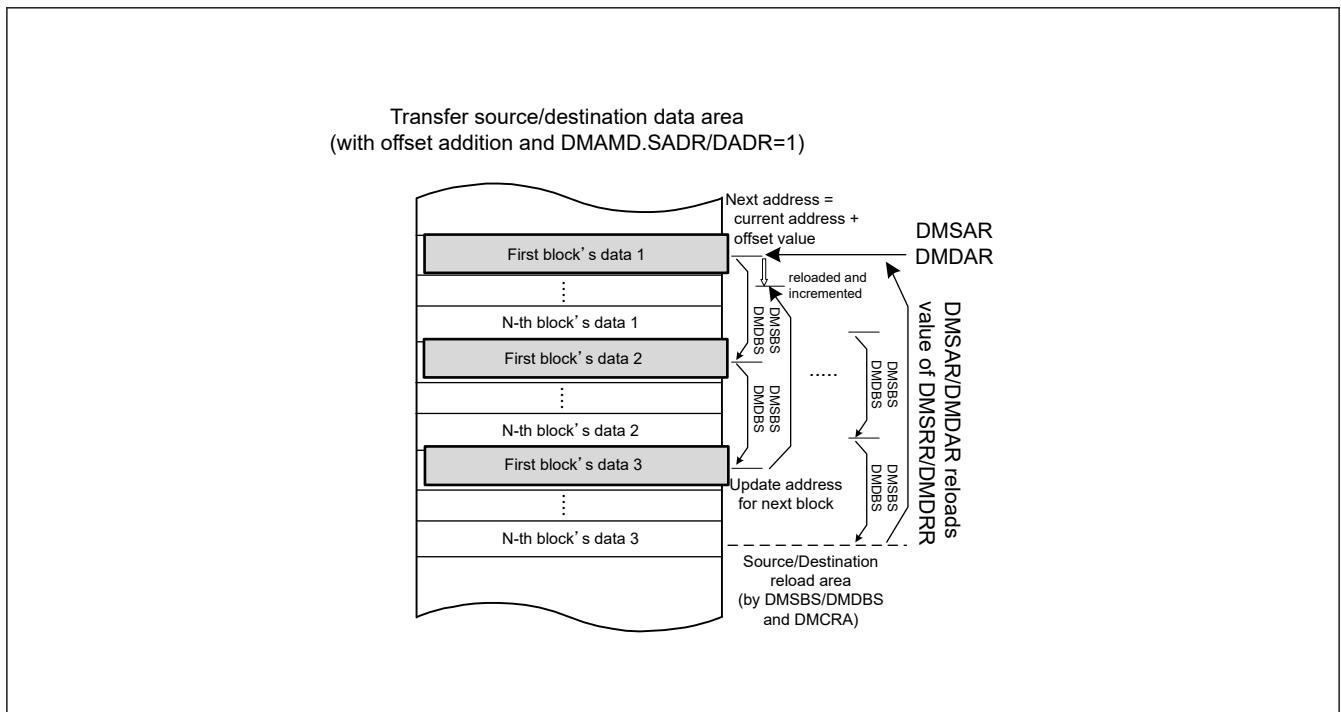 Transfer source/destination data area
(with offset addition and DMAMD.SADR/DADR=1)
Next address =
current address +
offset value
DMSAR
DMDAR
First block’s data 1
reloaded and
incremented
N-th block’s data 1
First block’s data 2
N-th block’s data 2
First block’s data 3
N-th block’s data 3
DMSBS
DMDBS
DMSBS
DMDBS
.....
DMSBS
DMDBS
DMSBS
DMDBS
DMSAR/DMDAR reloads
value of DMSRR/DMDRR
Update address
for next block
Source/Destination
reload area
(by DMSBS/DMDBS
and DMCRA)